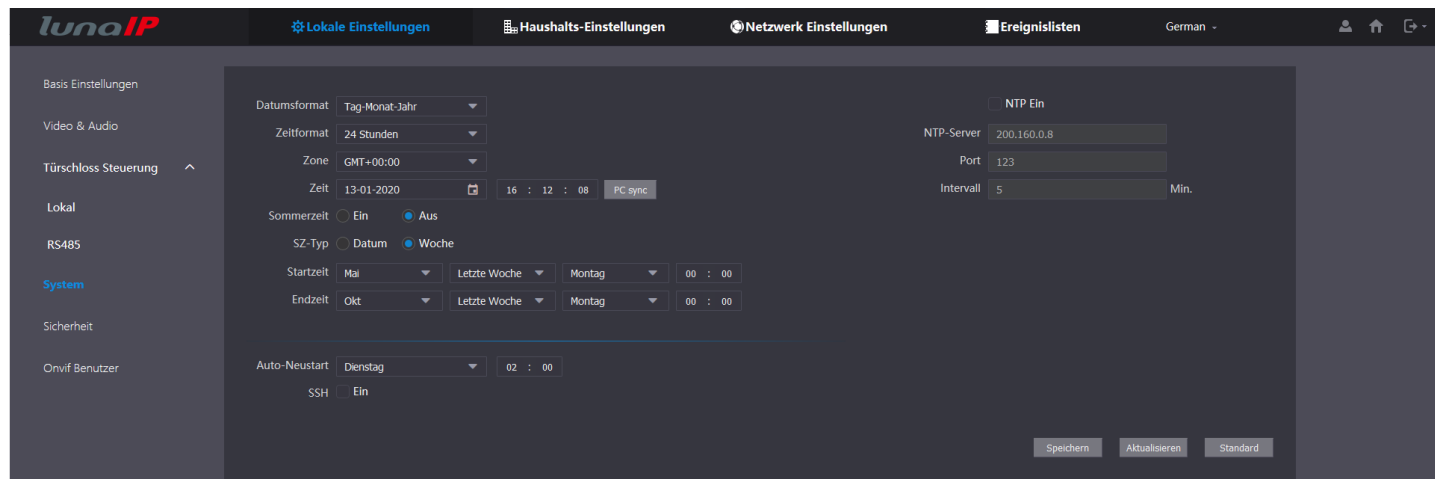 lunaIP Lokale Einstellungen Haushalts-Einstellungen Netzwerk Einstellungen Ereignislisten German
Basis Einstellungen
Video & Audio
Türschloss Steuerung
Lokal
RS485
System
Sicherheit
Onvif Benutzer
Datumsformat Tag-Monat-Jahr
Zeitformat 24 Stunden
Zone GMT+00:00
Zeit 13-01-2020 16 : 12 : 08 PC sync
Sommerzeit Ein Aus
SZ-Typ Datum Woche
Startzeit Mai Letzte Woche Montag 00 : 00
Endzeit Okt Letzte Woche Montag 00 : 00
Auto-Neustart Dienstag 02 : 00
SSH Ein
NTP Ein
NTP-Server 200.160.0.8
Port 123
Intervall 5 Min.
Speichern Aktualisieren Standard